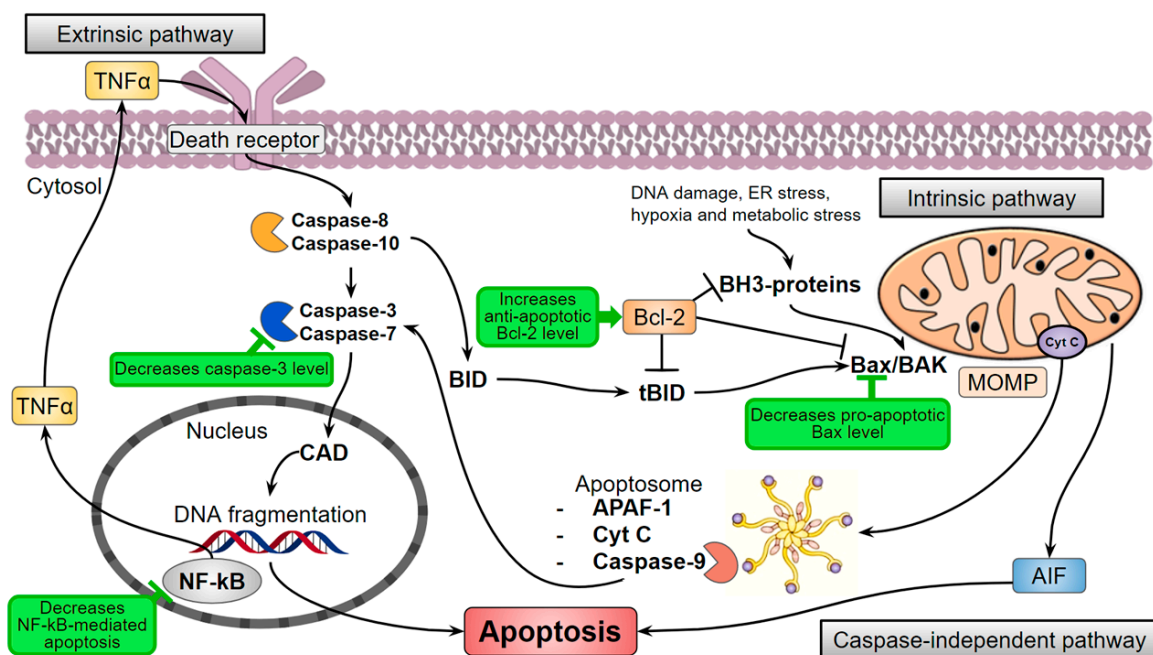 Extrinsic pathway
TNFα
Death receptor
Cytosol
DNA damage, ER stress,
hypoxia and metabolic stress
Intrinsic pathway
Caspase-8
Caspase-10
BH3-proteins
Increases
anti-apoptotic
Bcl-2 level
Bcl-2
Caspase-3
Caspase-7
Cyt C
Decreases caspase-3 level
BID
tBID
Bax/BAK
MOMP
TNFα
Decreases pro-apoptotic
Bax level
Nucleus
CAD
Apoptosome
- APAF-1
- Cyt C
- Caspase-9
DNA fragmentation
NF-kB
AIF
Decreases
NF-kB-mediated
apoptosis
Apoptosis
Caspase-independent pathway